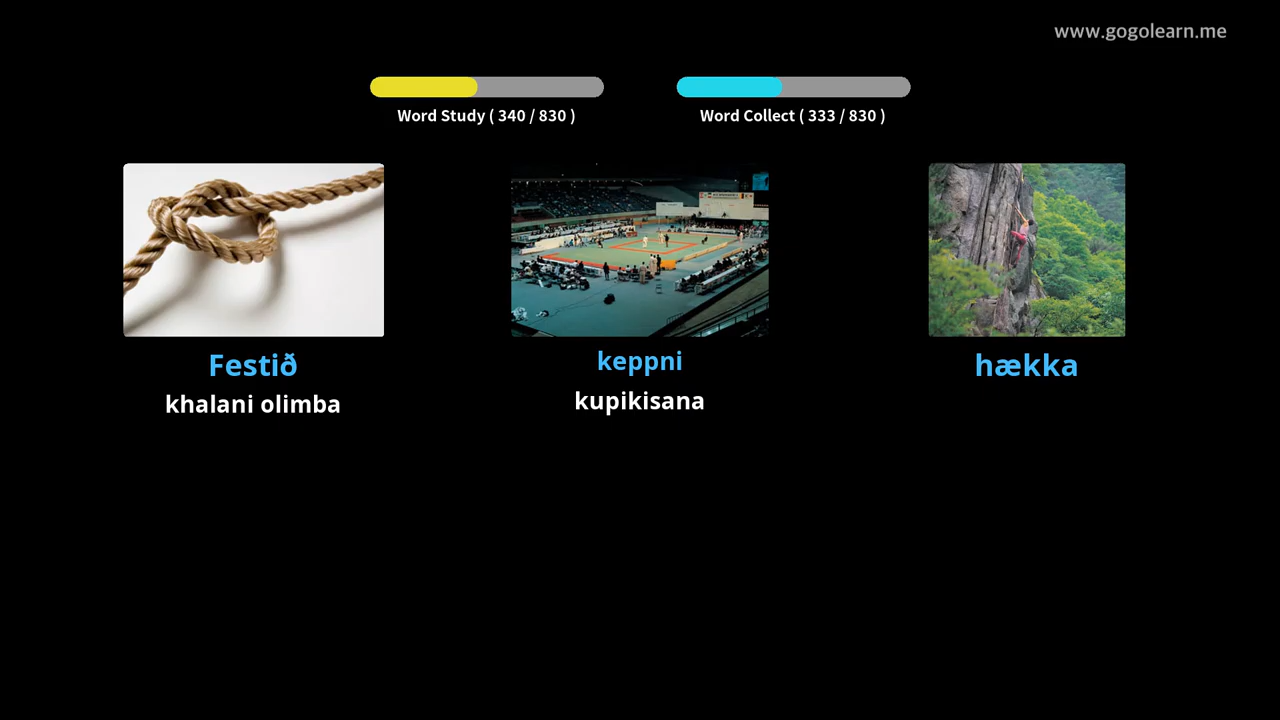 www.gogolearn.me
Word Study ( 340 / 830 )
Word Collect ( 333 / 830 )
Festið
keppni
hækka
khalani olimba
kupikisana